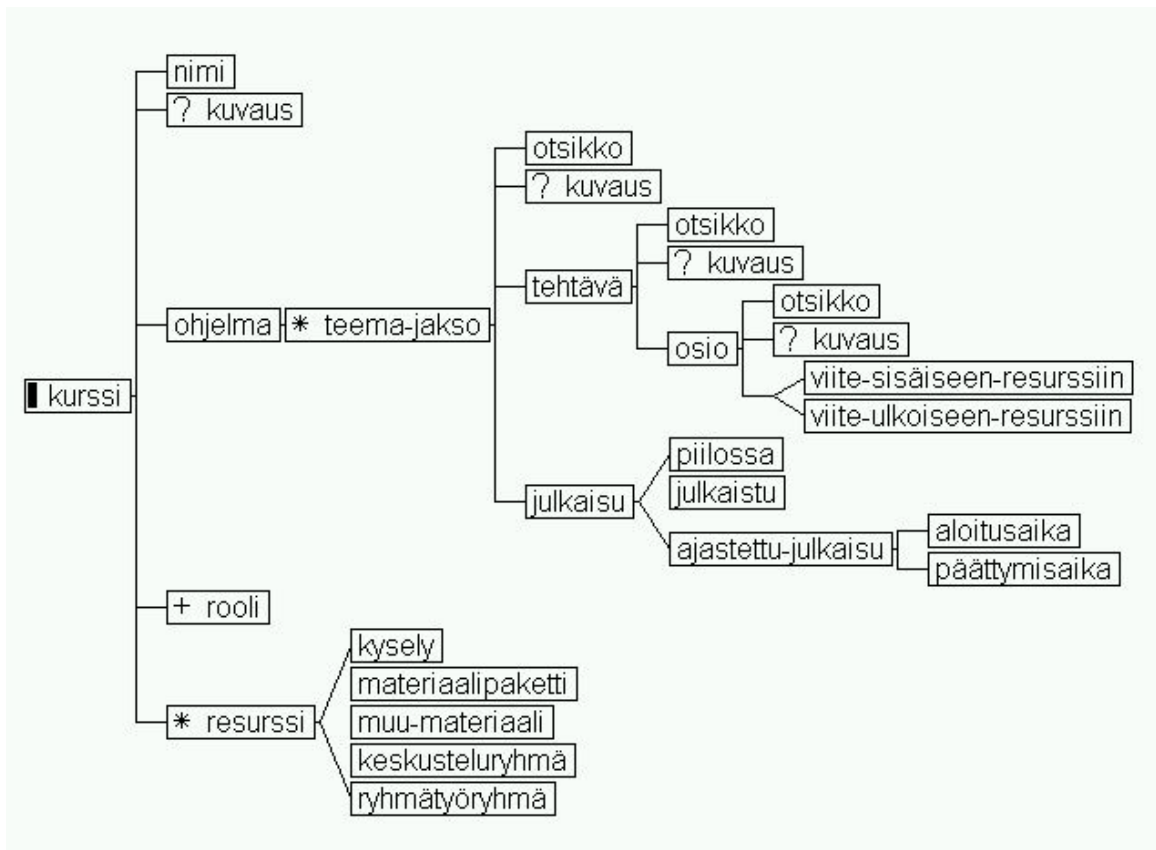 nimi
? kuvaus
otsikko
? kuvaus
otsikko
? kuvaus
tehtävä
otsikko
ohjelma
* teema-jakso
? kuvaus
osio
viite-sisäiseen-resurssiin
kurssi
viite-ulkoiseen-resurssiin
piilossa
julkaisu
julkaistu
aloitusaika
ajastettu-julkaisu
päättymisaika
+ rooli
kysely
materiaalipaketti
* resurssi
muu-materiaali
keskusteluryhmä
ryhmätyöryhmä